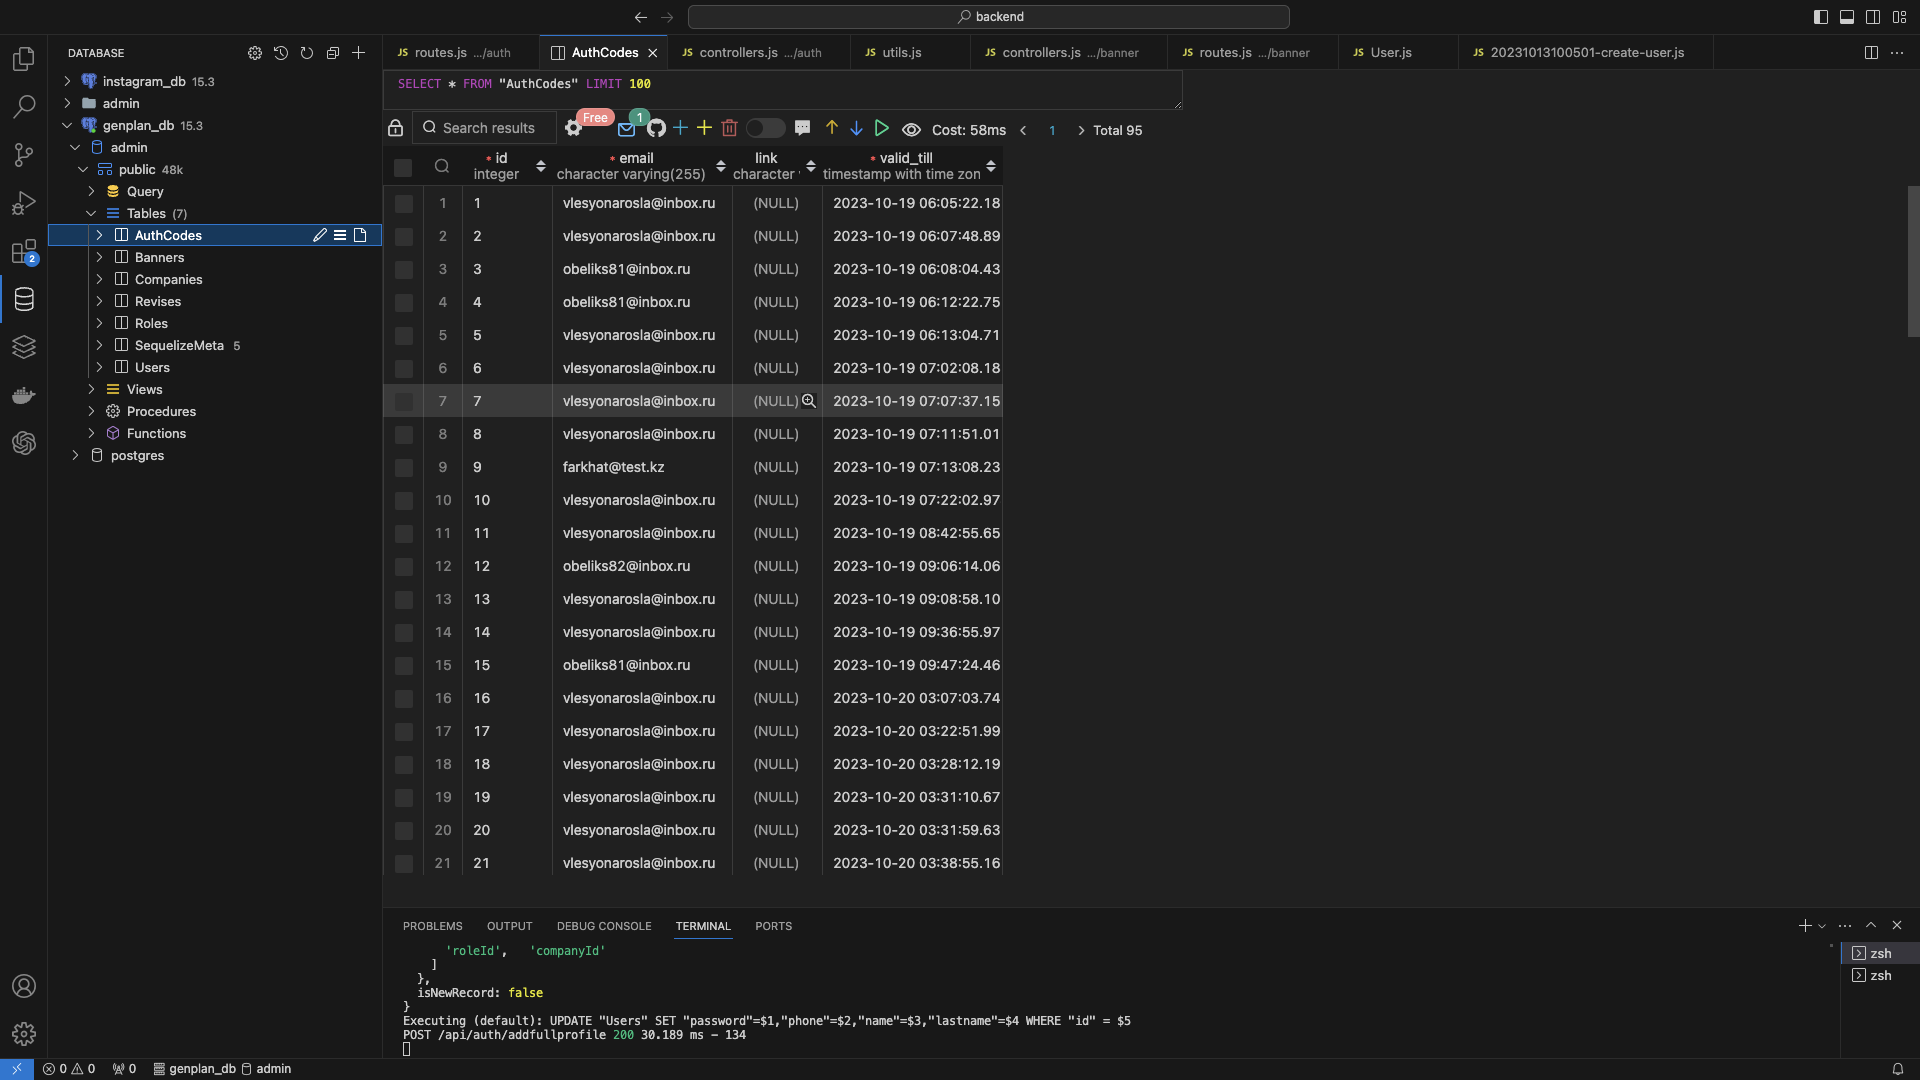 backend
DATABASE
instagram_db 15.3
admin
genplan_db 15.3
admin
public 48k
Query
Tables (7)
AuthCodes
Banners
Companies
Revises
Roles
SequelizeMeta 5
Users
Views
Procedures
Functions
postgres
2
JS routes.js .../auth
AuthCodes
JS controllers.js .../auth
JS utils.js
JS controllers.js .../banner
JS routes.js .../banner
JS User.js
JS 20231013100501-create-user.js
SELECT * FROM "AuthCodes" LIMIT 100
Search results Free 1 Cost: 58ms < 1 > Total 95
* id * email link * valid_till
integer character varying(255) character timestamp with time zon
1 1 vlesyonarosla@inbox.ru (NULL) 2023-10-19 06:05:22.18
2 2 vlesyonarosla@inbox.ru (NULL) 2023-10-19 06:07:48.89
3 3 obeliks81@inbox.ru (NULL) 2023-10-19 06:08:04.43
4 4 obeliks81@inbox.ru (NULL) 2023-10-19 06:12:22.75
5 5 vlesyonarosla@inbox.ru (NULL) 2023-10-19 06:13:04.71
6 6 vlesyonarosla@inbox.ru (NULL) 2023-10-19 07:02:08.18
7 7 vlesyonarosla@inbox.ru (NULL) 2023-10-19 07:07:37.15
8 8 vlesyonarosla@inbox.ru (NULL) 2023-10-19 07:11:51.01
9 9 farkhat@test.kz (NULL) 2023-10-19 07:13:08.23
10 10 vlesyonarosla@inbox.ru (NULL) 2023-10-19 07:22:02.97
11 11 vlesyonarosla@inbox.ru (NULL) 2023-10-19 08:42:55.65
12 12 obeliks82@inbox.ru (NULL) 2023-10-19 09:06:14.06
13 13 vlesyonarosla@inbox.ru (NULL) 2023-10-19 09:08:58.10
14 14 vlesyonarosla@inbox.ru (NULL) 2023-10-19 09:36:55.97
15 15 obeliks81@inbox.ru (NULL) 2023-10-19 09:47:24.46
16 16 vlesyonarosla@inbox.ru (NULL) 2023-10-20 03:07:03.74
17 17 vlesyonarosla@inbox.ru (NULL) 2023-10-20 03:22:51.99
18 18 vlesyonarosla@inbox.ru (NULL) 2023-10-20 03:28:12.19
19 19 vlesyonarosla@inbox.ru (NULL) 2023-10-20 03:31:10.67
20 20 vlesyonarosla@inbox.ru (NULL) 2023-10-20 03:31:59.63
21 21 vlesyonarosla@inbox.ru (NULL) 2023-10-20 03:38:55.16
PROBLEMS OUTPUT DEBUG CONSOLE TERMINAL PORTS
'roleId', 'companyId'
]
},
isNewRecord: false
}
Executing (default): UPDATE "Users" SET "password"=$1,"phone"=$2,"name"=$3,"lastname"=$4 WHERE "id" = $5
POST /api/auth/addfullprofile 200 30.189 ms - 134
zsh
zsh
0 0 0 genplan_db admin